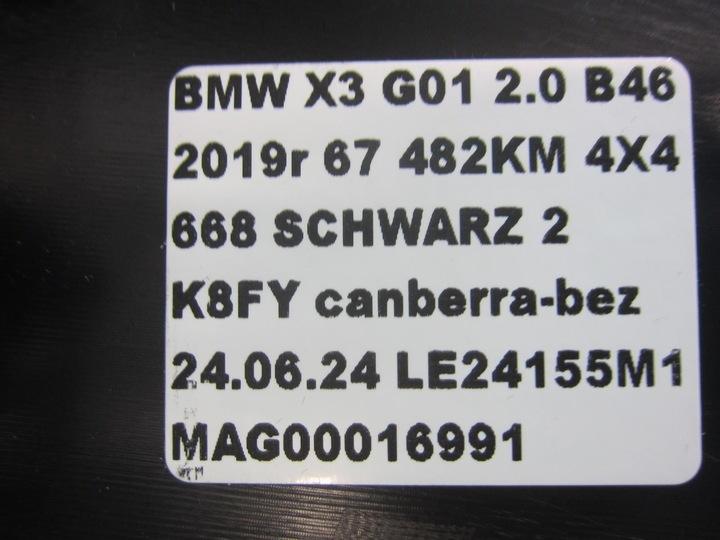 BMW X3 G01 2.0 B46
2019r 67 482KM 4X4
668 SCHWARZ 2
K8FY canberra-bez
24.06.24 LE24155M1
MAG00016991